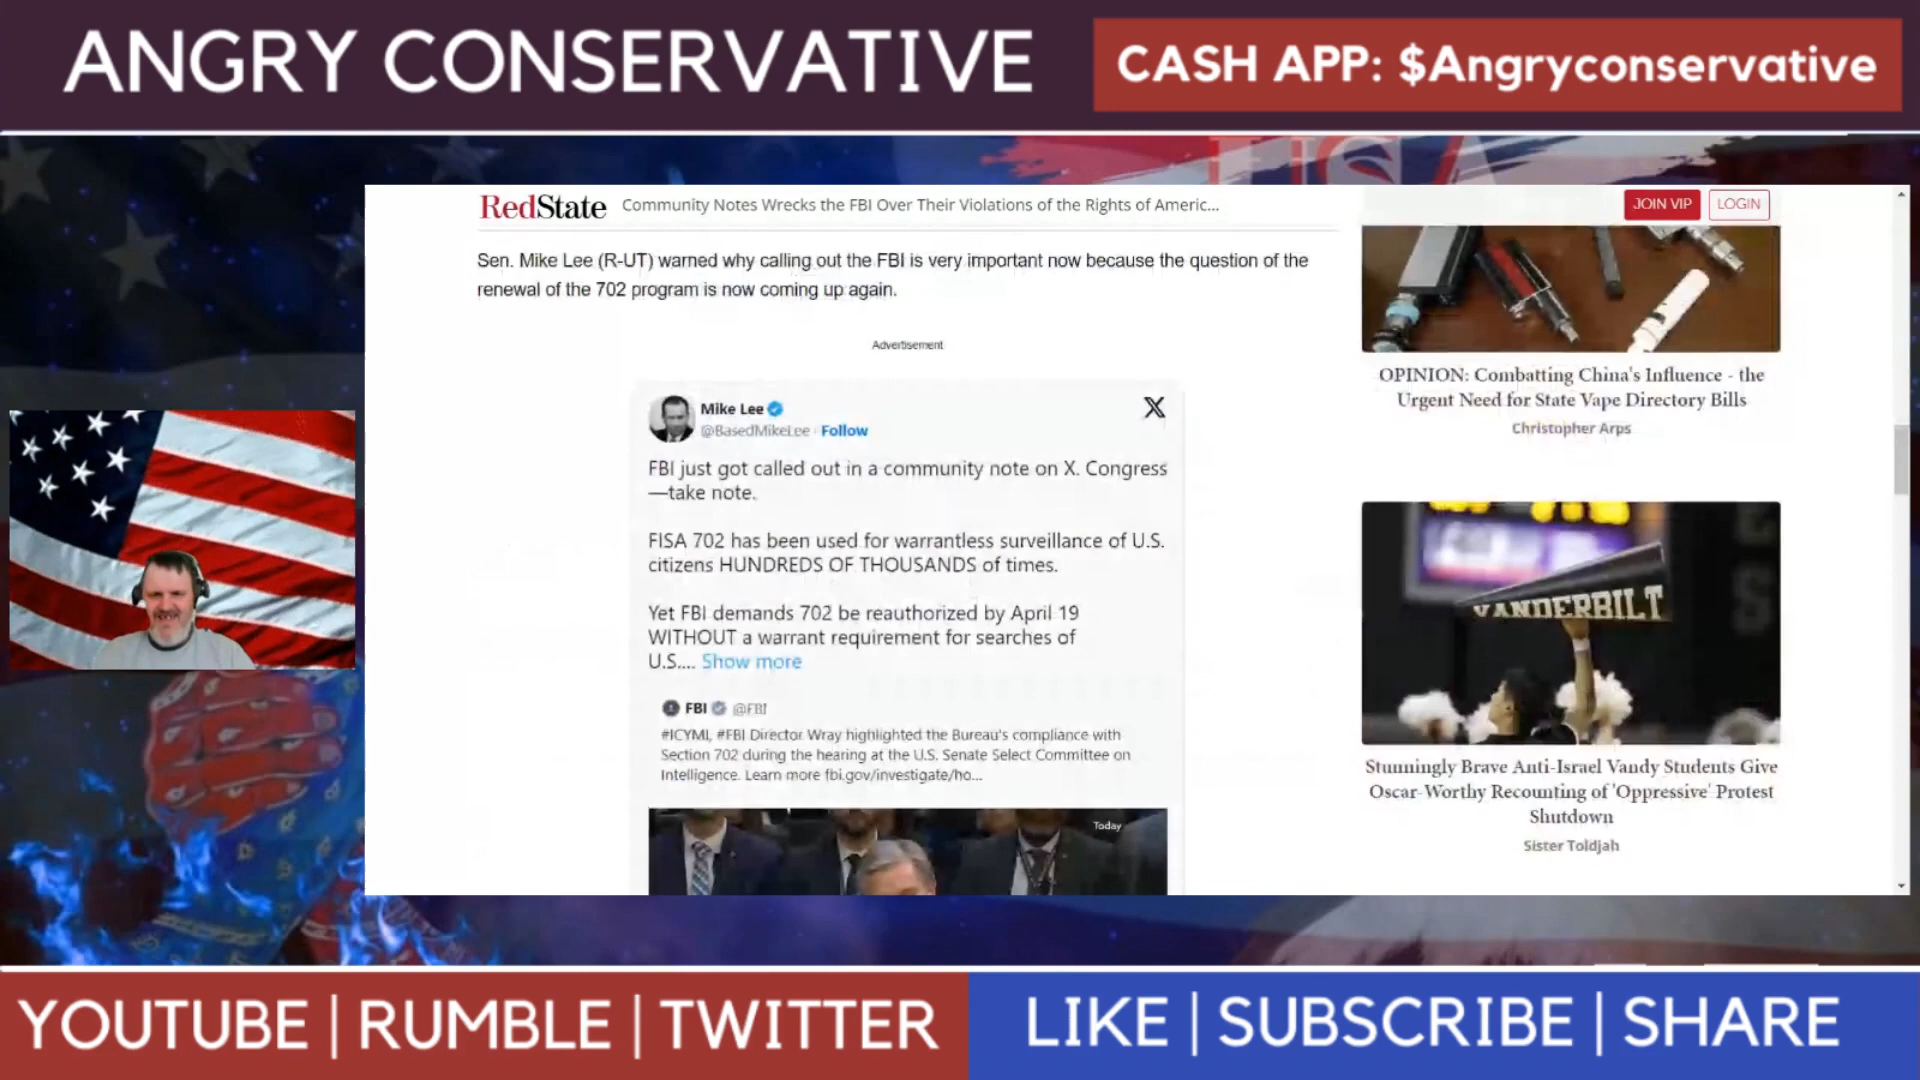 ANGRY CONSERVATIVE
CASH APP: $Angryconservative
USA
RedState
Community Notes Wrecks the FBI Over Their Violations of the Rights of Americ...
JOIN VIP
LOGIN
Sen. Mike Lee (R-UT) warned why calling out the FBI is very important now because the question of the
renewal of the 702 program is now coming up again.
Advertisement
Mike Lee
@BasedMikeLee · Follow
X
FBI just got called out in a community note on X. Congress
—take note.
FISA 702 has been used for warrantless surveillance of U.S.
citizens HUNDREDS OF THOUSANDS of times.
Yet FBI demands 702 be reauthorized by April 19
WITHOUT a warrant requirement for searches of
U.S.... Show more
FBI @FBI
#ICYMI, #FBI Director Wray highlighted the Bureau's compliance with
Section 702 during the hearing at the U.S. Senate Select Committee on
Intelligence. Learn more fbi.gov/investigate/ho...
Today
OPINION: Combatting China's Influence - the
Urgent Need for State Vape Directory Bills
Christopher Arps
VANDERBILT
Stunningly Brave Anti-Israel Vandy Students Give
Oscar-Worthy Recounting of 'Oppressive' Protest
Shutdown
Sister Toldjah
YOUTUBE | RUMBLE | TWITTER
LIKE | SUBSCRIBE | SHARE